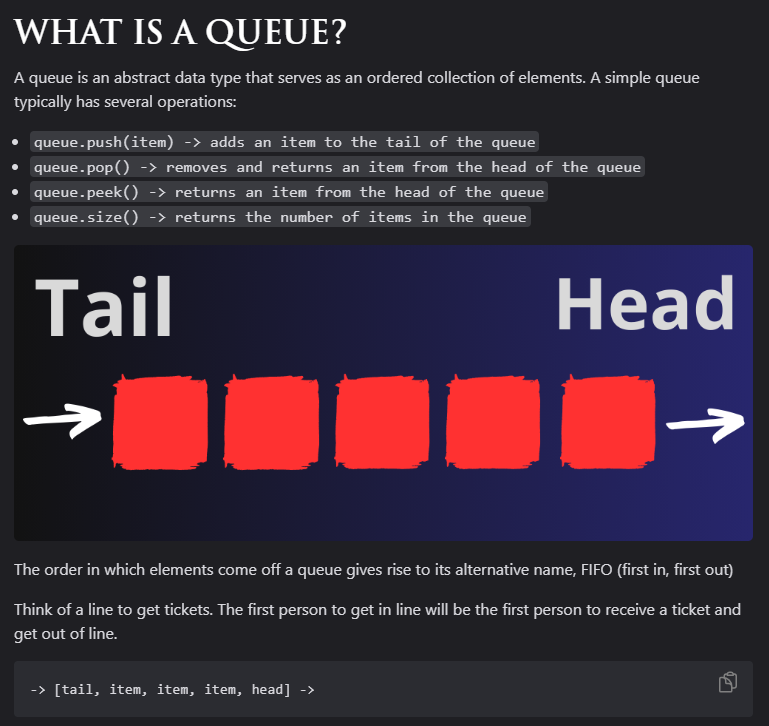 WHAT IS A QUEUE?
A queue is an abstract data type that serves as an ordered collection of elements. A simple queue
typically has several operations:
queue.push(item) -> adds an item to the tail of the queue
queue.pop() -> removes and returns an item from the head of the queue
queue.peek() -> returns an item from the head of the queue
queue.size() -> returns the number of items in the queue
Tail Head
The order in which elements come off a queue gives rise to its alternative name, FIFO (first in, first out)
Think of a line to get tickets. The first person to get in line will be the first person to receive a ticket and
get out of line.
-> [tail, item, item, item, head] ->